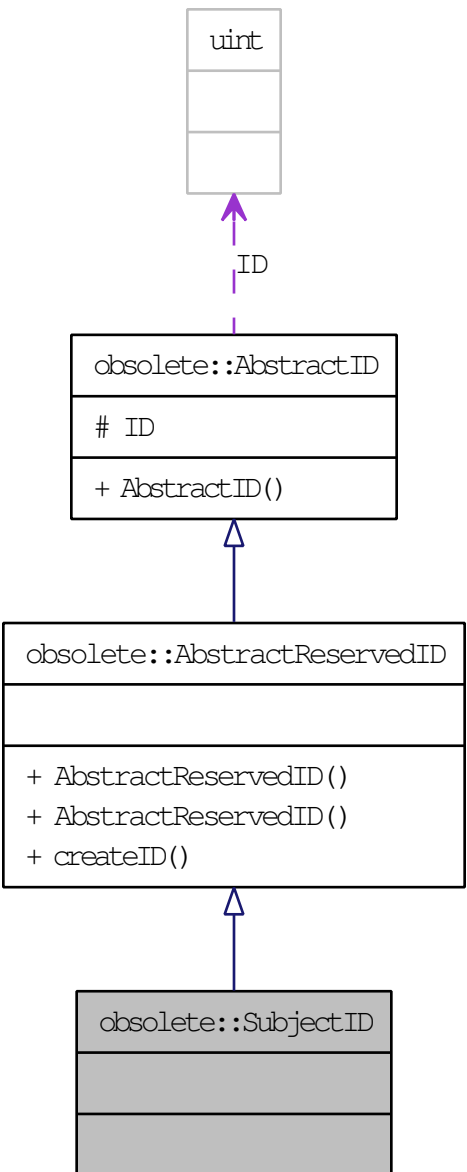 uint
ID
obsolete::AbstractID
# ID
+ AbstractID()
obsolete::AbstractReservedID
+ AbstractReservedID()
+ AbstractReservedID()
+ createID()
obsolete::SubjectID